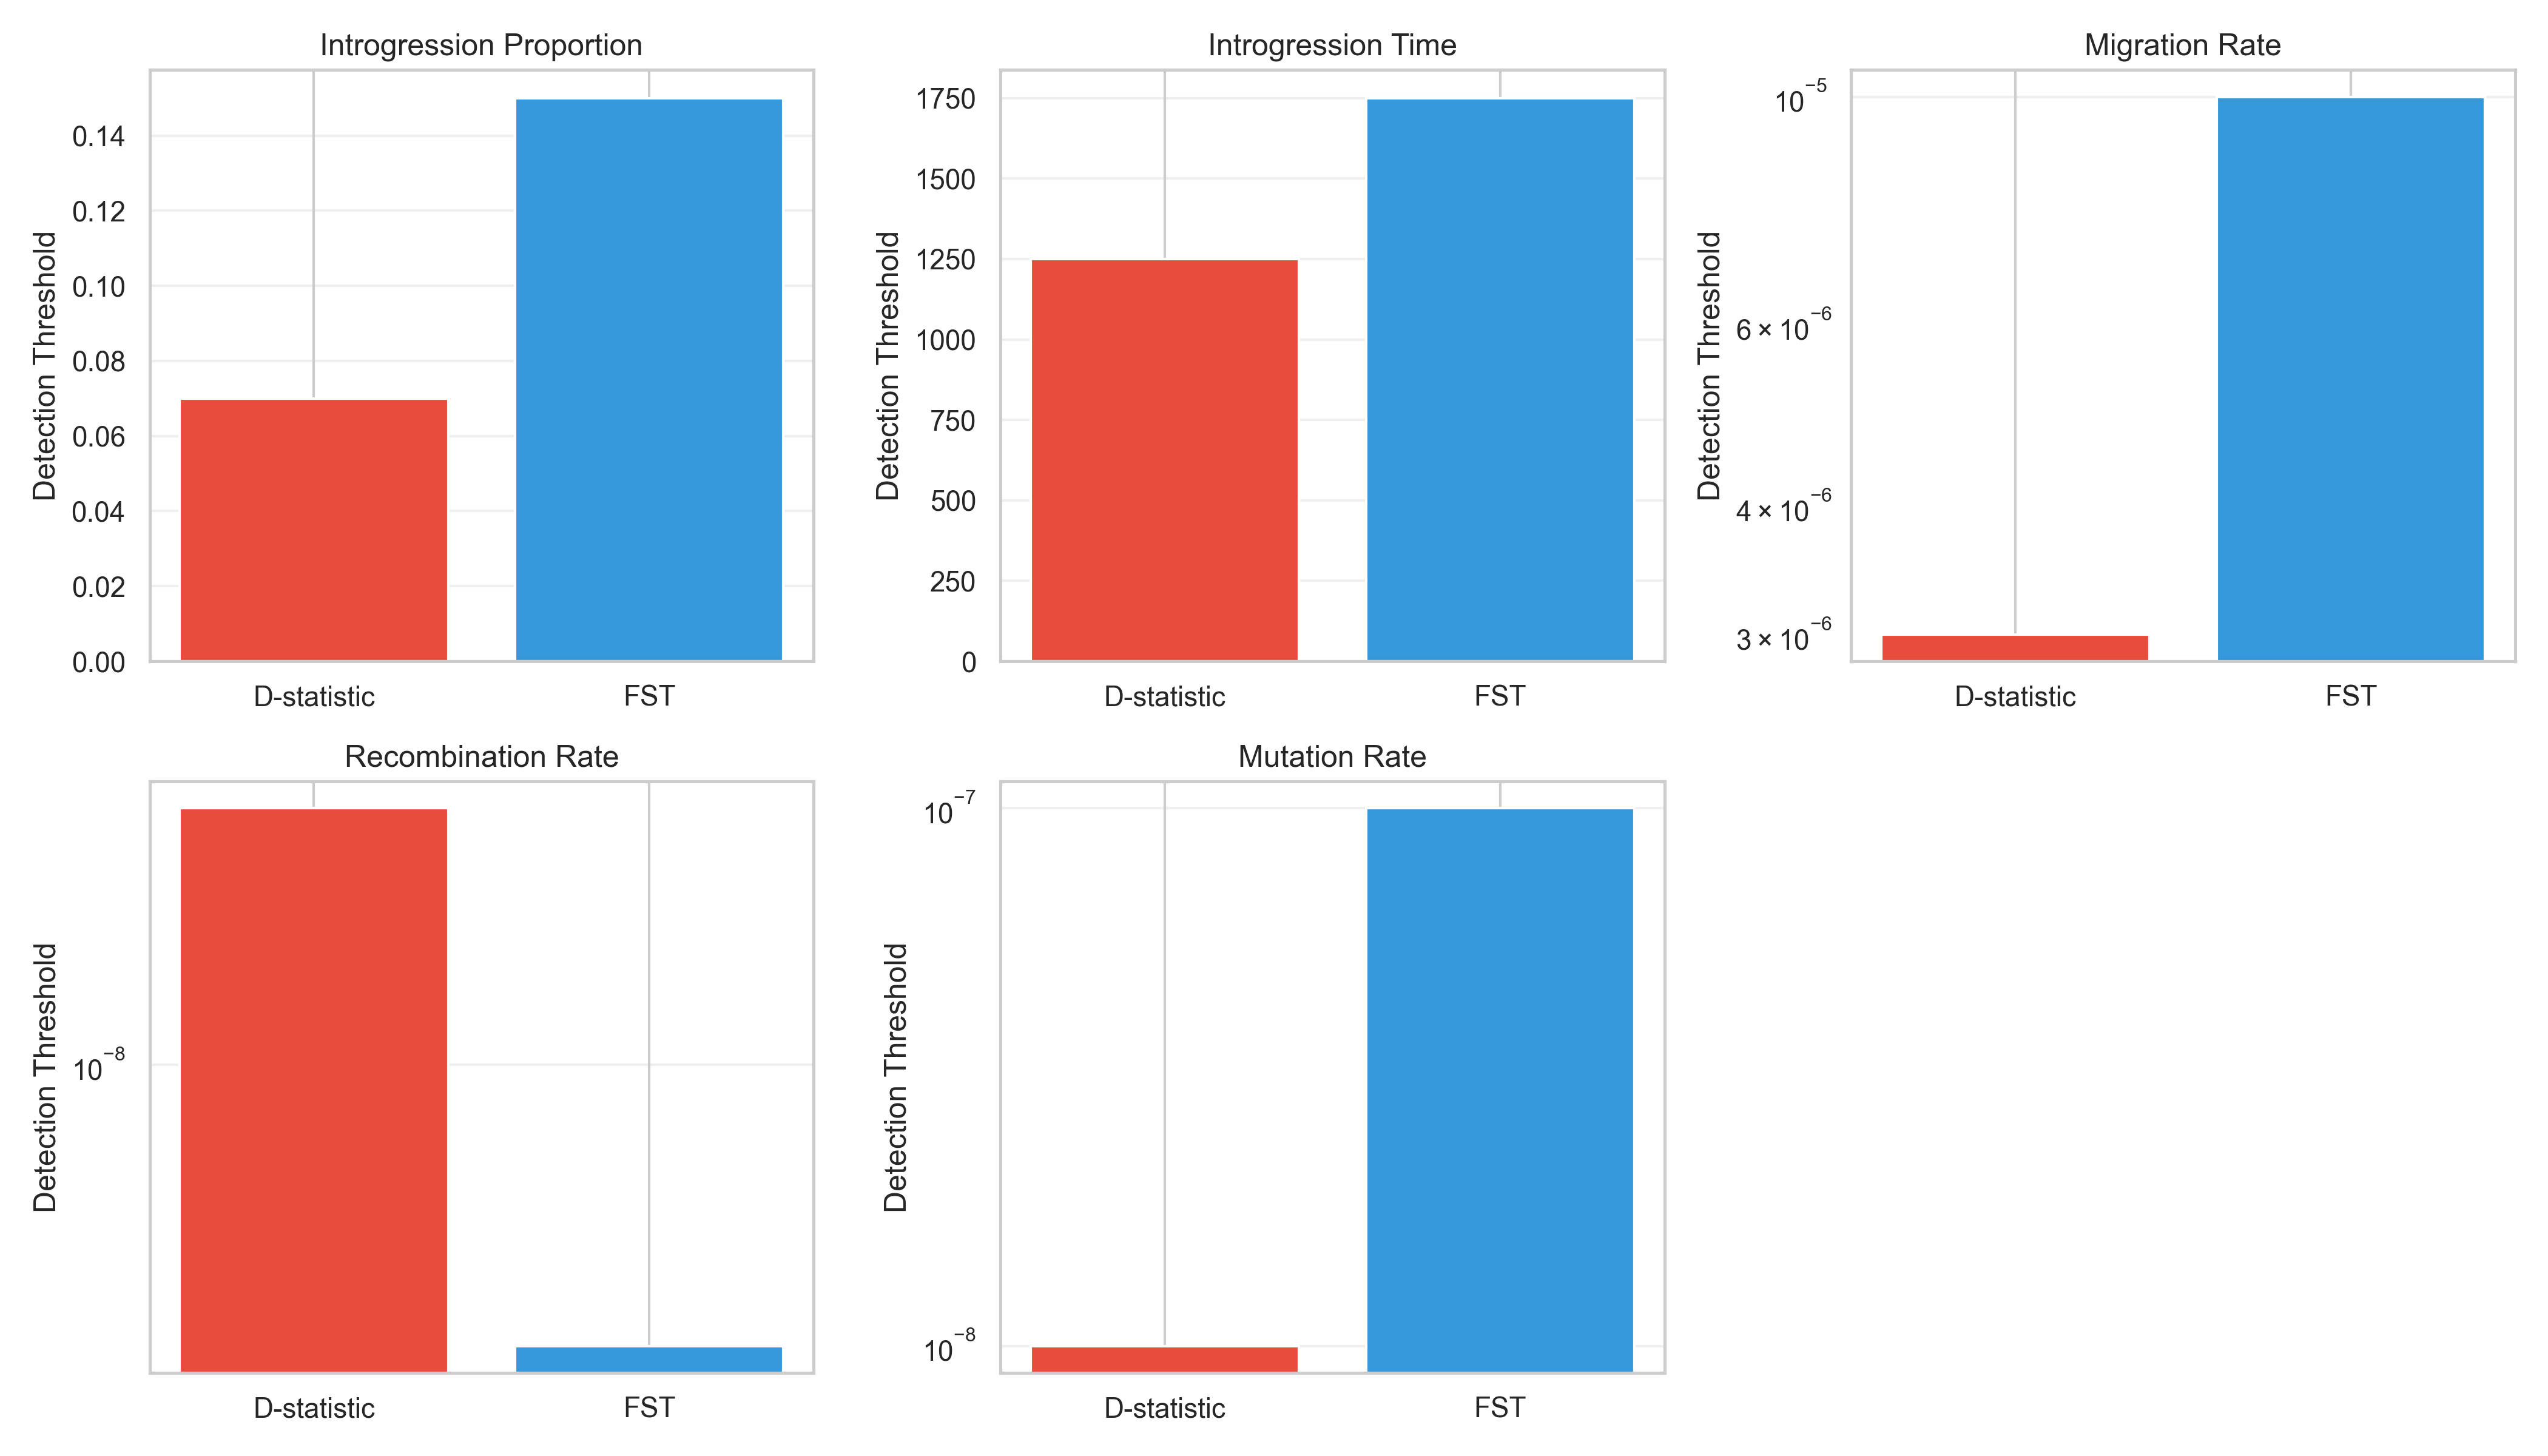 Introgression Proportion
Detection Threshold
0.14
0.12
0.10
0.08
0.06
0.04
0.02
0.00
D-statistic
FST
Introgression Time
Detection Threshold
1750
1500
1250
1000
750
500
250
0
D-statistic
FST
Migration Rate
Detection Threshold
10⁻⁵
6 × 10⁻⁶
4 × 10⁻⁶
3 × 10⁻⁶
D-statistic
FST
Recombination Rate
Detection Threshold
10⁻⁸
D-statistic
FST
Mutation Rate
Detection Threshold
10⁻⁷
10⁻⁸
D-statistic
FST